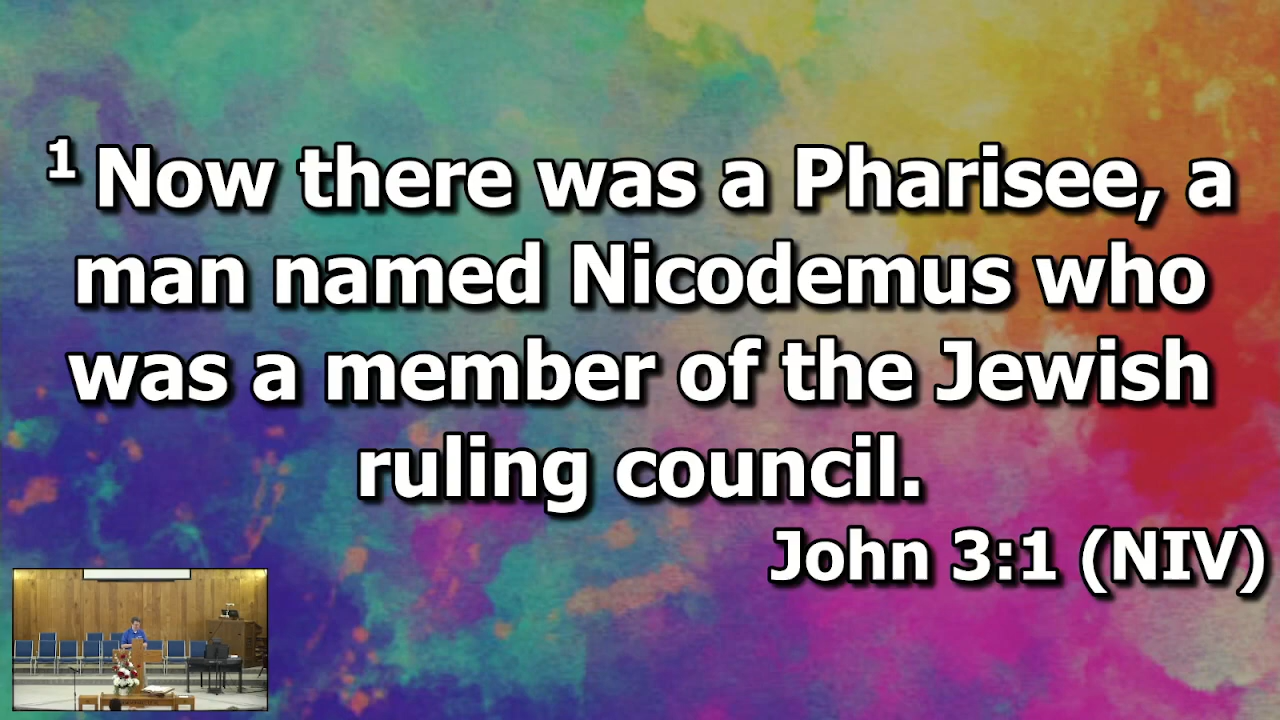 1 Now there was a Pharisee, a
man named Nicodemus who
was a member of the Jewish
ruling council.
John 3:1 (NIV)